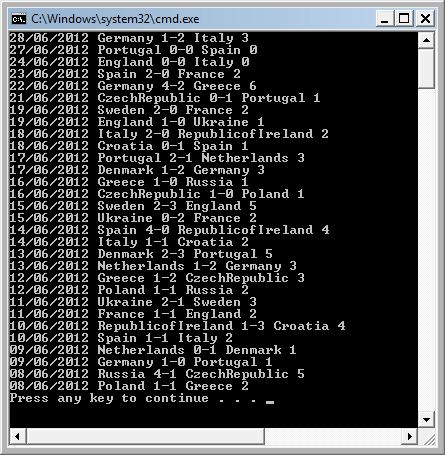 C:\Windows\system32\cmd.exe
28/06/2012 Germany 1-2 Italy 3
27/06/2012 Portugal 0-0 Spain 0
24/06/2012 England 0-0 Italy 0
23/06/2012 Spain 2-0 France 2
22/06/2012 Germany 4-2 Greece 6
21/06/2012 CzechRepublic 0-1 Portugal 1
19/06/2012 Sweden 2-0 France 2
19/06/2012 England 1-0 Ukraine 1
18/06/2012 Italy 2-0 RepublicofIreland 2
18/06/2012 Croatia 0-1 Spain 1
17/06/2012 Portugal 2-1 Netherlands 3
17/06/2012 Denmark 1-2 Germany 3
16/06/2012 Greece 1-0 Russia 1
16/06/2012 CzechRepublic 1-0 Poland 1
15/06/2012 Sweden 2-3 England 5
15/06/2012 Ukraine 0-2 France 2
14/06/2012 Spain 4-0 RepublicofIreland 4
14/06/2012 Italy 1-1 Croatia 2
13/06/2012 Denmark 2-3 Portugal 5
13/06/2012 Netherlands 1-2 Germany 3
12/06/2012 Greece 1-2 CzechRepublic 3
12/06/2012 Poland 1-1 Russia 2
11/06/2012 Ukraine 2-1 Sweden 3
11/06/2012 France 1-1 England 2
10/06/2012 RepublicofIreland 1-3 Croatia 4
10/06/2012 Spain 1-1 Italy 2
09/06/2012 Netherlands 0-1 Denmark 1
09/06/2012 Germany 1-0 Portugal 1
08/06/2012 Russia 4-1 CzechRepublic 5
08/06/2012 Poland 1-1 Greece 2
Press any key to continue . . . _